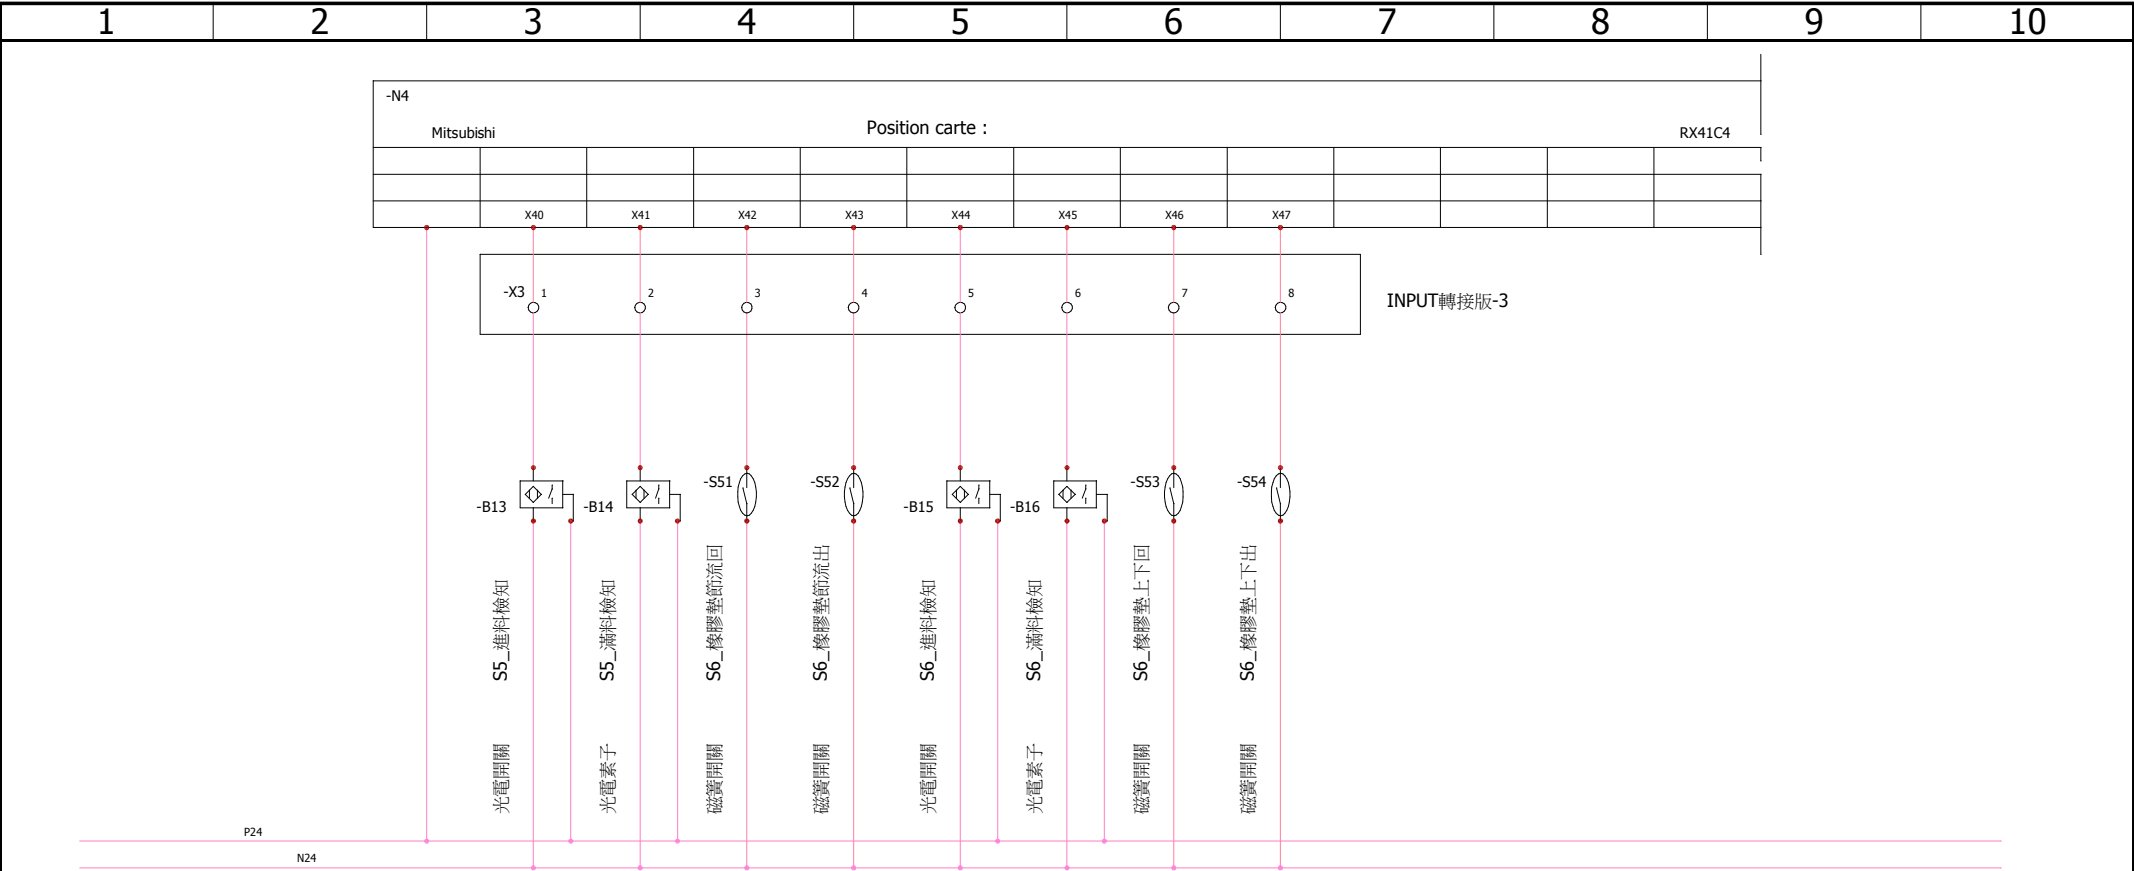 1 2 3 4 5 6 7 8 9 10
-N4
Mitsubishi Position carte : RX41C4
X40 X41 X42 X43 X44 X45 X46 X47
-X3 1 2 3 4 5 6 7 8
INPUT轉接版-3
-B13 -B14 -S51 -S52 -B15 -B16 -S53 -S54
S5_進料檢知
S5_滿料檢知
S6_橡膠墊節流回
S6_橡膠墊節流出
S6_進料檢知
S6_滿料檢知
S6_橡膠墊上下回
S6_橡膠墊上下出
光電開關
光電素子
磁簧開關
磁簧開關
光電開關
光電素子
磁簧開關
磁簧開關
P24
N24